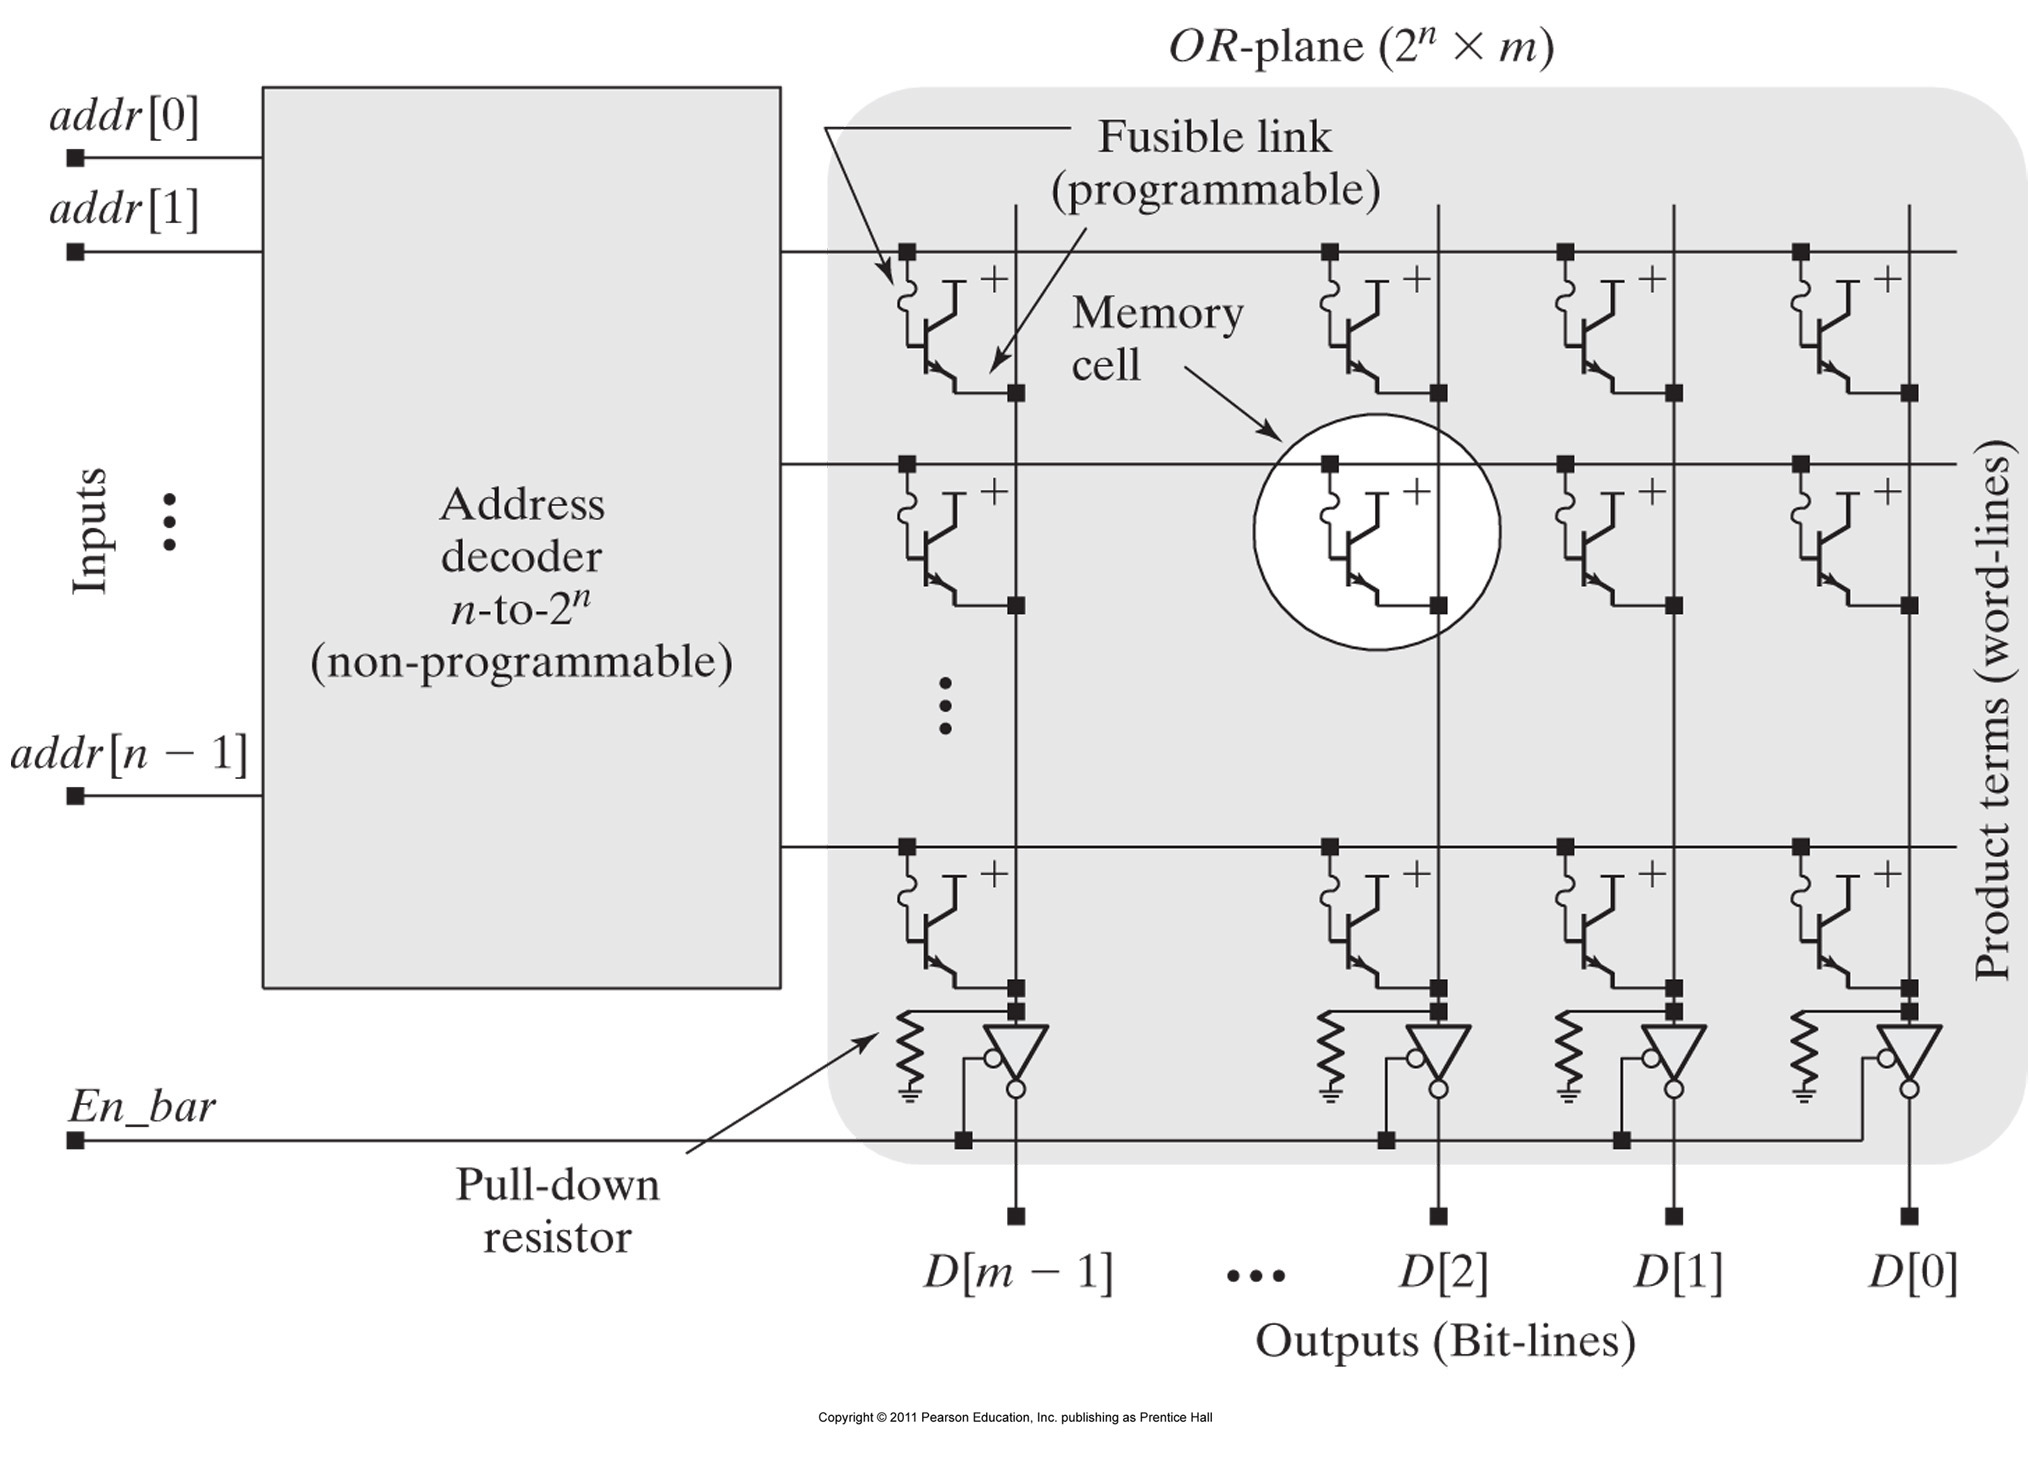 OR-plane (2ⁿ × m)
addr[0]
addr[1]
Fusible link
(programmable)
Memory
cell
+ + + +
+ + + +
Inputs
Address
decoder
n-to-2ⁿ
(non-programmable)
addr[n − 1]
Product terms (word-lines)
+ + + +
En_bar
Pull-down
resistor
D[m − 1] ••• D[2] D[1] D[0]
Outputs (Bit-lines)
Copyright © 2011 Pearson Education, Inc. publishing as Prentice Hall